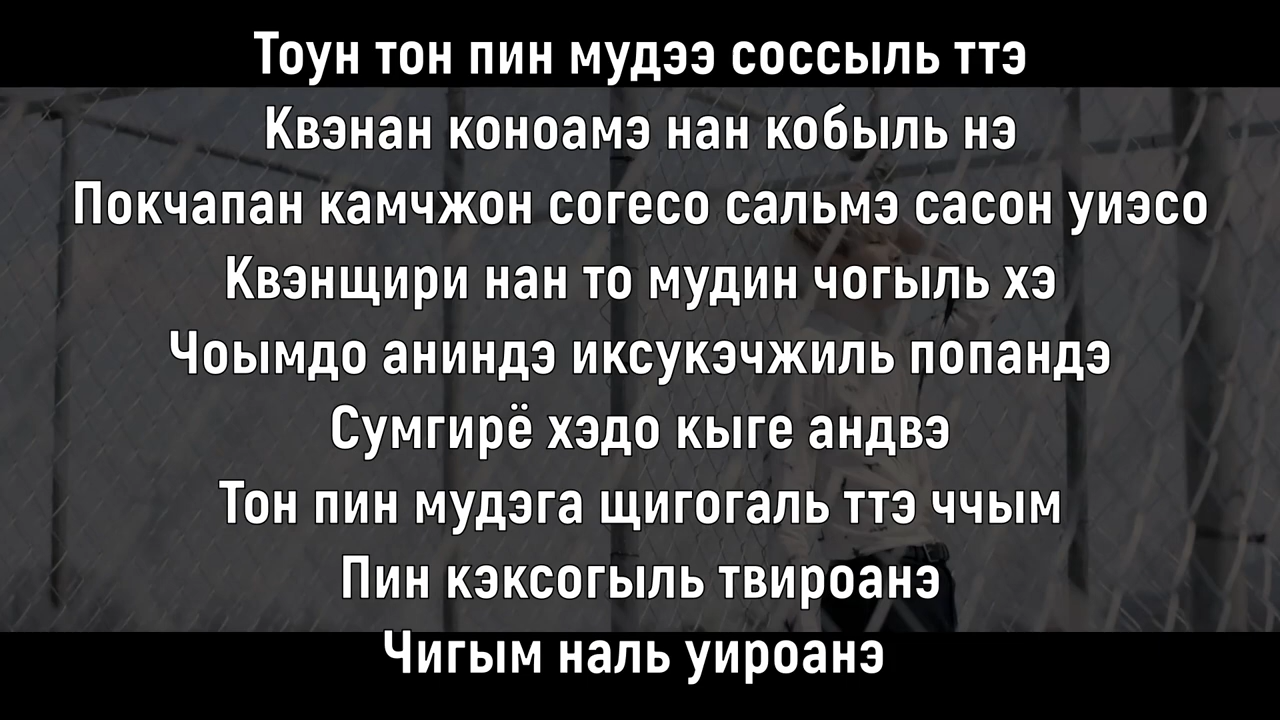 Тоун тон пин мудээ соссыль ттэ
Квэнан коноамэ нан кобыль нэ
Покчапан камчжон согесо сальмэ сасон уиэсо
Квэнщири нан то мудин чогыль хэ
Чоымдо аниндэ иксукэчжиль попандэ
Сумгирё хэдо кыге андвэ
Тон пин мудэга щигогаль ттэ ччым
Пин кэксогыль твироанэ
Чигым наль уироанэ